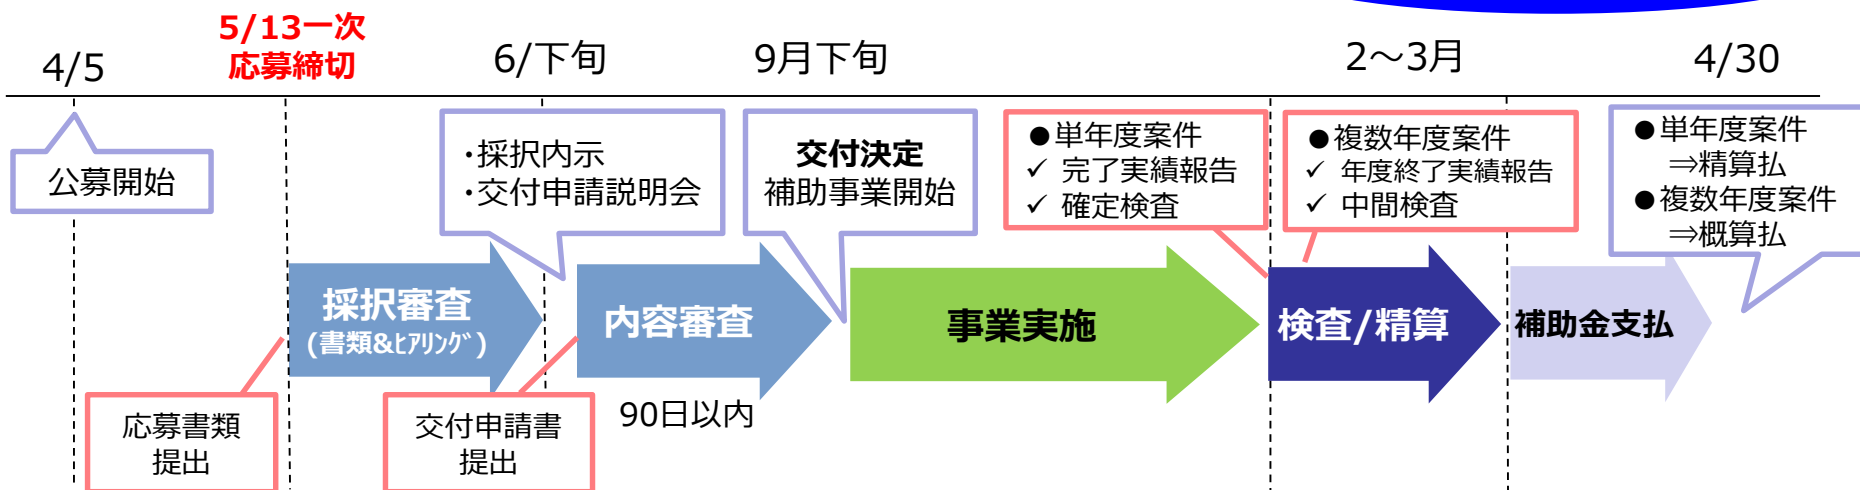 4/5
5/13一次
応募締切
6/下旬
9月下旬
2～3月
4/30
公募開始
・採択内示
・交付申請説明会
交付決定
補助事業開始
●単年度案件
✓ 完了実績報告
✓ 確定検査
●複数年度案件
✓ 年度終了実績報告
✓ 中間検査
●単年度案件
⇒精算払
●複数年度案件
⇒概算払
採択審査
(書類&ﾋｱﾘﾝｸﾞ)
内容審査
事業実施
検査/精算
補助金支払
応募書類
提出
交付申請書
提出
90日以内